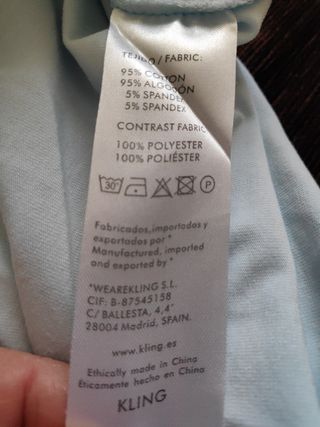 TEJIDO / FABRIC:
95% COTTON
95% ALGODÓN
5% SPANDEX
5% SPANDEX
CONTRAST FABRIC
100% POLYESTER
100% POLIÉSTER
30° P
Fabricados, importados y
exportados por *
Manufactured, imported
and exported by *
*WEAREKLING S.L.
CIF: B-87545158
C/ BALLESTA, 4,4°
28004 Madrid, SPAIN.
www.kling.es
Ethically made in China
Eticamente hecho en China
KLING